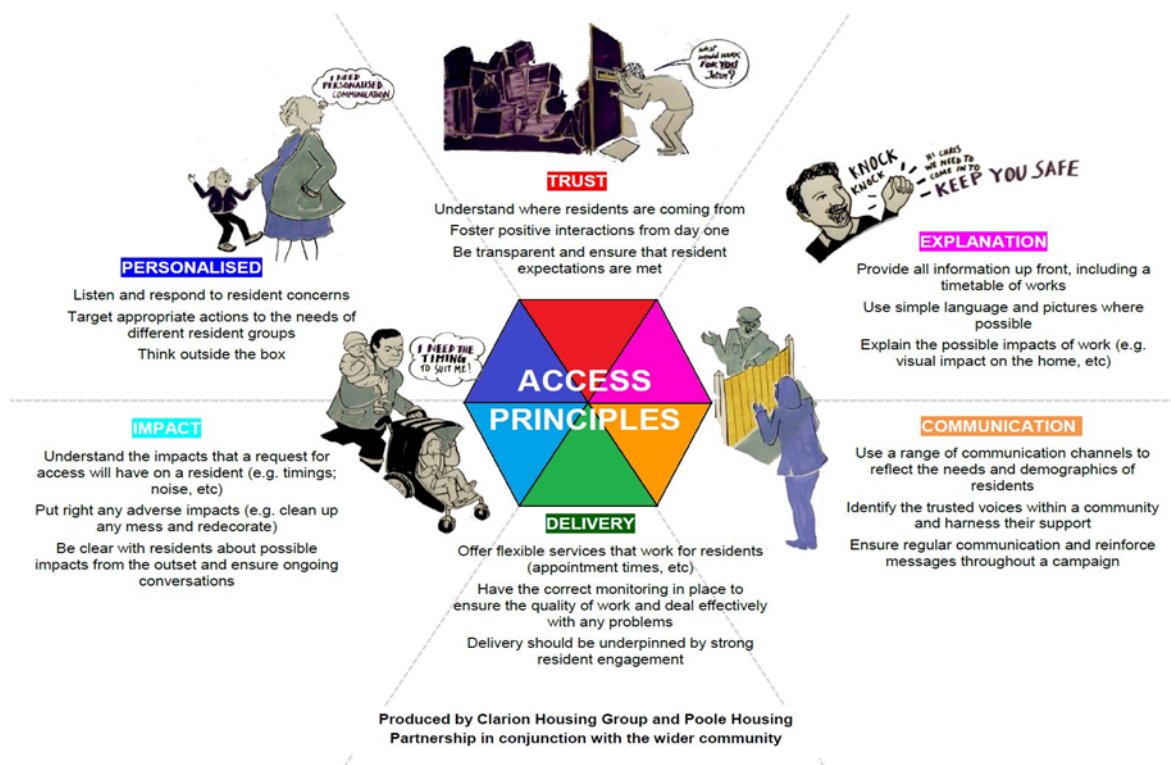 I NEED
PERSONALISED
COMMUNICATION
PERSONALISED
Listen and respond to resident concerns
Target appropriate actions to the needs of
different resident groups
Think outside the box
What
would work
FOR YOU
John?
TRUST
Understand where residents are coming from
Foster positive interactions from day one
Be transparent and ensure that resident
expectations are met
KNOCK
KNOCK
HI CHRIS
WE NEED TO
COME IN TO
KEEP YOU SAFE
EXPLANATION
Provide all information up front, including a
timetable of works
Use simple language and pictures where
possible
Explain the possible impacts of work (e.g.
visual impact on the home, etc)
ACCESS
PRINCIPLES
IMPACT
Understand the impacts that a request for
access will have on a resident (e.g. timings;
noise, etc)
Put right any adverse impacts (e.g. clean up
any mess and redecorate)
Be clear with residents about possible
impacts from the outset and ensure ongoing
conversations
I NEED THE
TIMING
TO SUIT ME!
DELIVERY
Offer flexible services that work for residents
(appointment times, etc)
Have the correct monitoring in place to
ensure the quality of work and deal effectively
with any problems
Delivery should be underpinned by strong
resident engagement
COMMUNICATION
Use a range of communication channels to
reflect the needs and demographics of
residents
Identify the trusted voices within a community
and harness their support
Ensure regular communication and reinforce
messages throughout a campaign
Produced by Clarion Housing Group and Poole Housing
Partnership in conjunction with the wider community